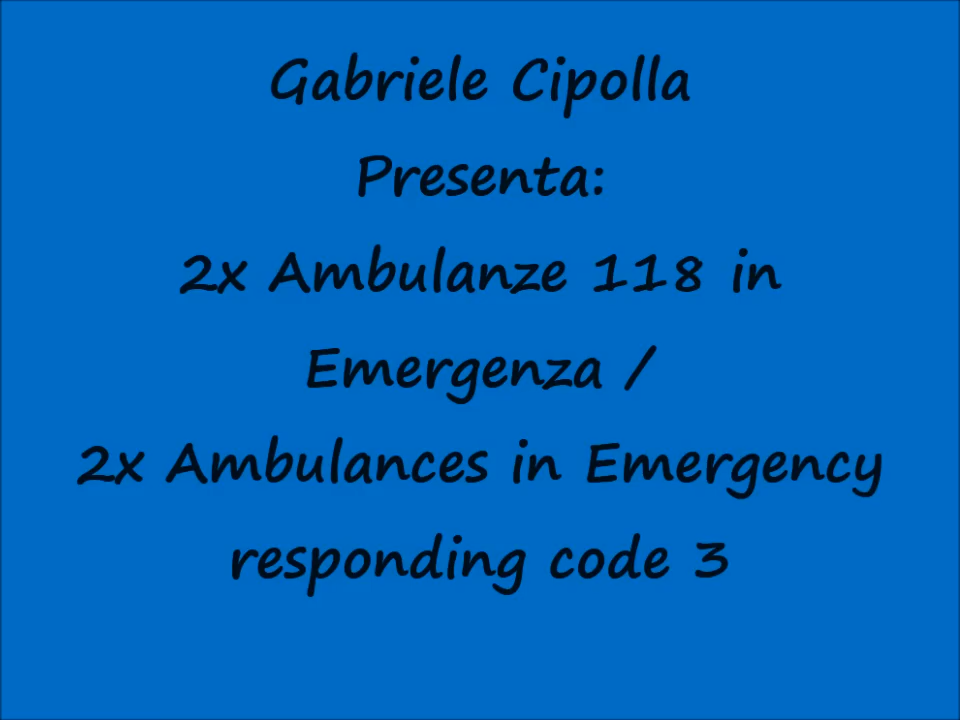 Gabriele Cipolla
Presenta:
2x Ambulanze 118 in
Emergenza /
2x Ambulances in Emergency
responding code 3